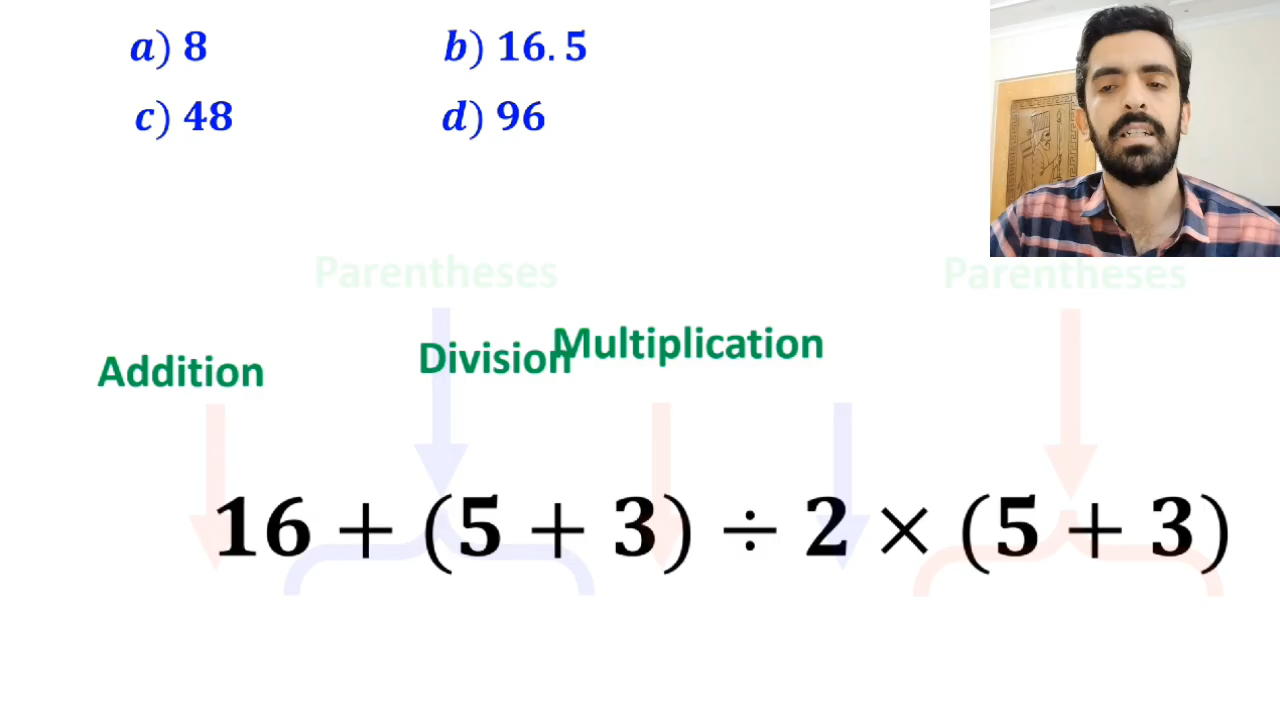 a) 8 b) 16.5
c) 48 d) 96
Parentheses Parentheses
Addition Division Multiplication
16 + (5 + 3) ÷ 2 × (5 + 3)